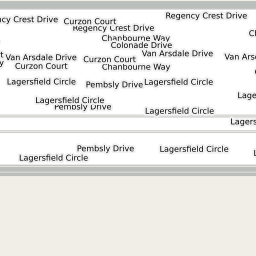 cy Crest Drive
Curzon Court
Regency Crest Drive
Regency Crest Drive
Chanbourne Way
Colonade Drive
Van Arsdale Drive
Van Arsdale Drive
Curzon Court
Van Ars
Curzon Court
Chanbourne Way
Lagersfield Circle
Pembsly Drive
Lagersfield Circle
Lage
Lagersfield Circle
Pembsly Drive
Lagersfield Circle
Lagers
Pembsly Drive
Lagersfield Circle
Lagersfield Circle